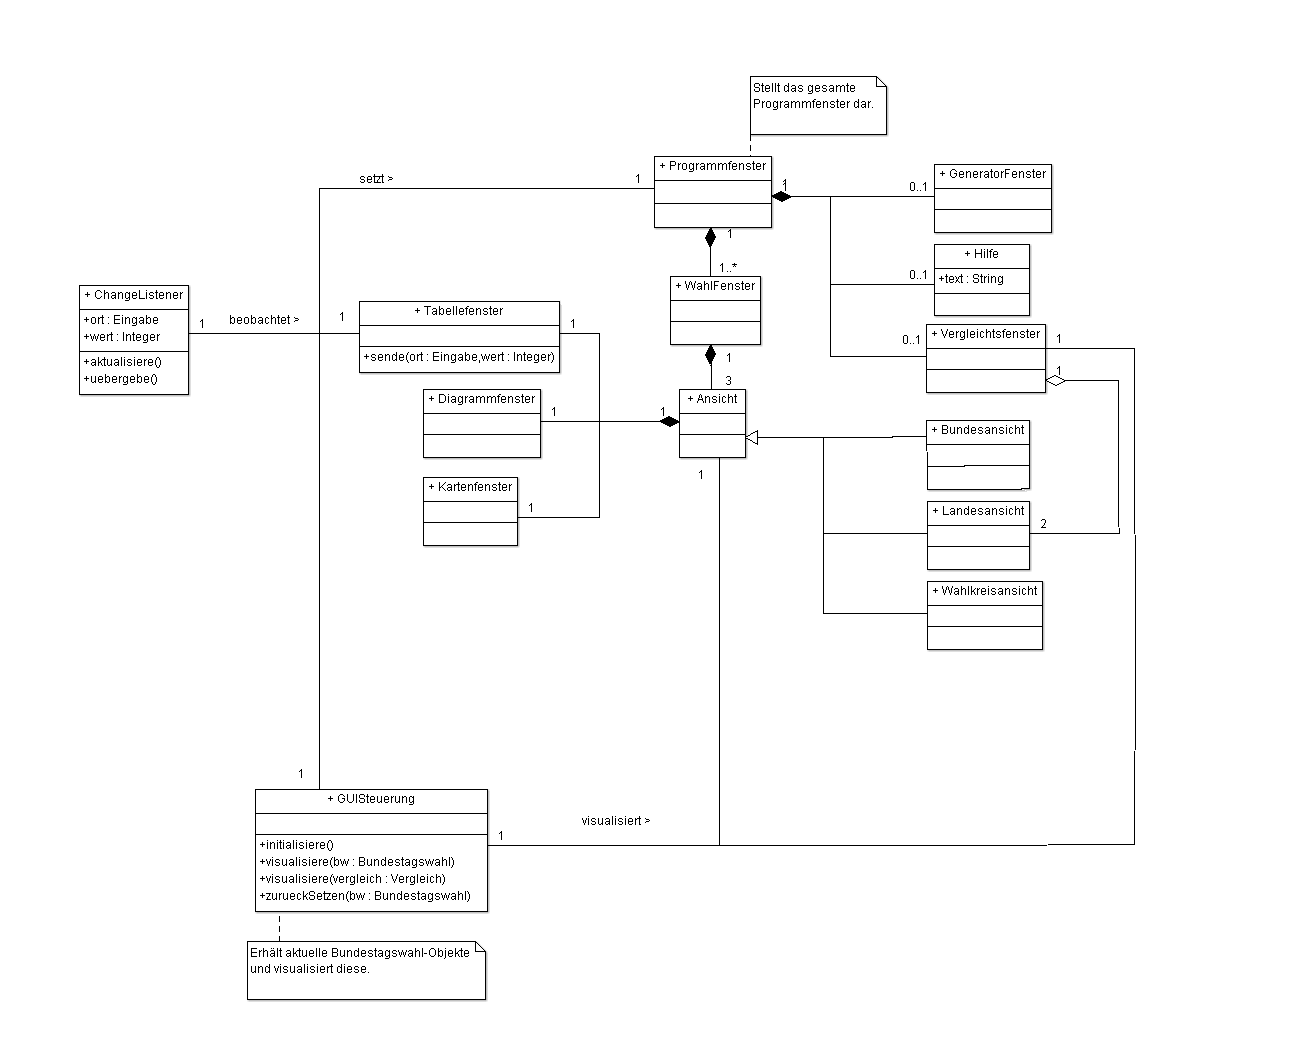 Stellt das gesamte
Programmfenster dar.
setzt >
1
+ Programmfenster
1
0..1
+ GeneratorFenster
1
1..*
0..1
+ Hilfe
+text : String
+ WahlFenster
+ ChangeListener
+ort : Eingabe
+wert : Integer
+aktualisiere()
+uebergebe()
1
beobachtet >
1
+ Tabellefenster
+sende(ort : Eingabe,wert : Integer)
1
0..1
+ Vergleichtsfenster
1
1
1
3
+ Diagrammfenster
1
1
+ Ansicht
1
+ Bundesansicht
+ Kartenfenster
1
+ Landesansicht
2
+ Wahlkreisansicht
1
+ GUISteuerung
+initialisiere()
+visualisiere(bw : Bundestagswahl)
+visualisiere(vergleich : Vergleich)
+zurueckSetzen(bw : Bundestagswahl)
1
visualisiert >
Erhält aktuelle Bundestagswahl-Objekte
und visualisiert diese.